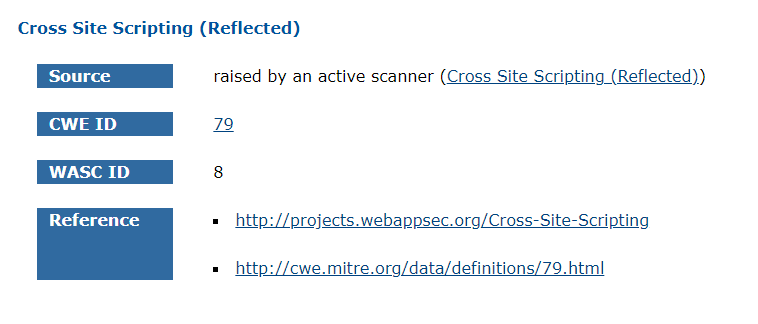 Cross Site Scripting (Reflected)
Source raised by an active scanner (Cross Site Scripting (Reflected))
CWE ID 79
WASC ID 8
Reference ▪ http://projects.webappsec.org/Cross-Site-Scripting
▪ http://cwe.mitre.org/data/definitions/79.html